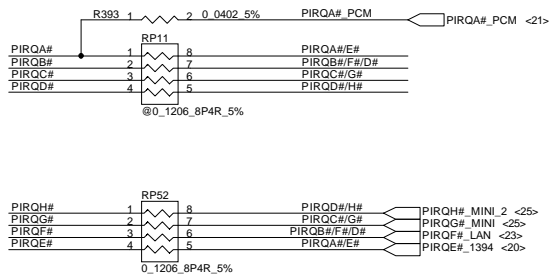 R393 1 2 0_0402_5% PIRQA#_PCM PIRQA#_PCM <21>
RP11
PIRQA# 1 8 PIRQA#/E#
PIRQB# 2 7 PIRQB#/F#/D#
PIRQC# 3 6 PIRQC#/G#
PIRQD# 4 5 PIRQD#/H#
@0_1206_8P4R_5%
RP52
PIRQH# 1 8 PIRQD#/H# PIRQH#_MINI_2 <25>
PIRQG# 2 7 PIRQC#/G# PIRQG#_MINI <25>
PIRQF# 3 6 PIRQB#/F#/D# PIRQF#_LAN <23>
PIRQE# 4 5 PIRQA#/E# PIRQE#_1394 <20>
0_1206_8P4R_5%